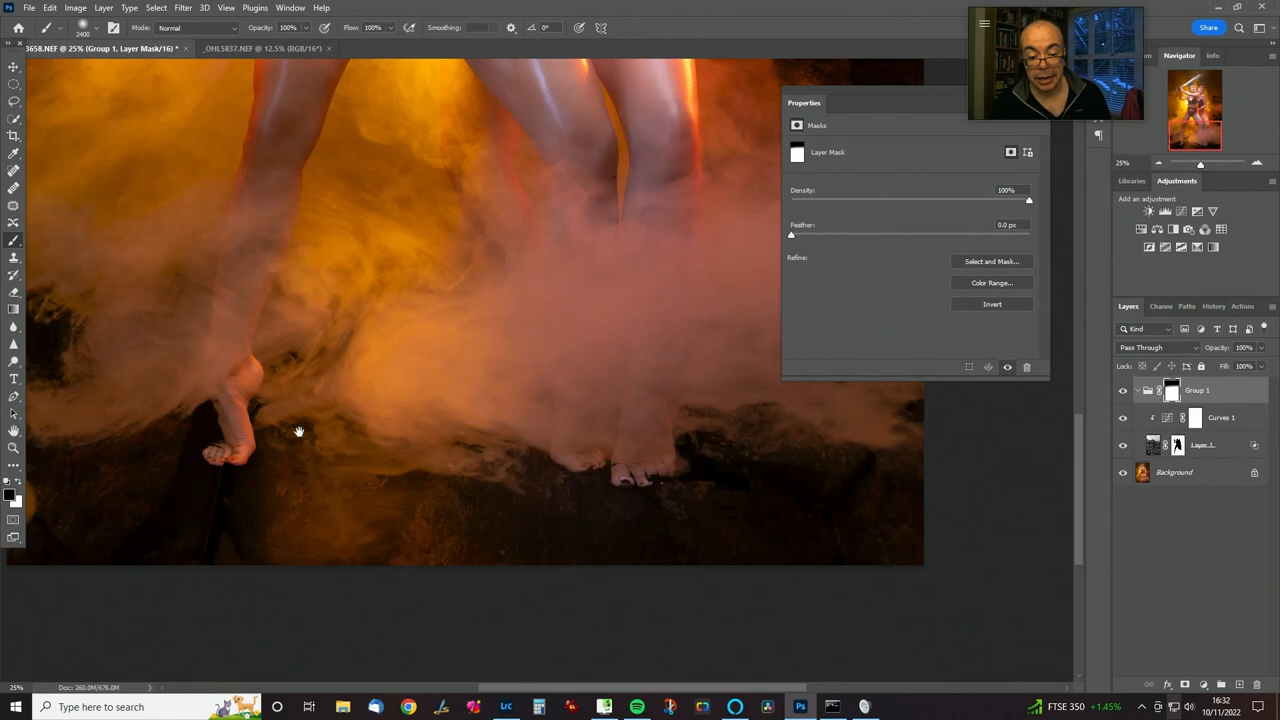 File Edit Image Layer Type Select Filter 3D View Plugins Window Help
2400 Mode: Normal Opacity: 100% Flow: 100% Smoothing: 0° Share
3658.NEF @ 25% (Group 1, Layer Mask/16) * × _OHL5837.NEF @ 12.5% (RGB/16*) ×
Navigator Info
Properties
Masks
Layer Mask
Density: 100%
Feather: 0.0 px
Refine:
Select and Mask...
Color Range...
Invert
25%
Libraries Adjustments
Add an adjustment
Layers Channe Paths History Actions
Kind
Pass Through Opacity: 100%
Lock: Fill: 100%
Group 1
Curves 1
Layer 1
Background
25% Doc: 260.0M/676.0M
Type here to search
LrC
Ps
FTSE 350 +1.45%
16:32
10/11/2022